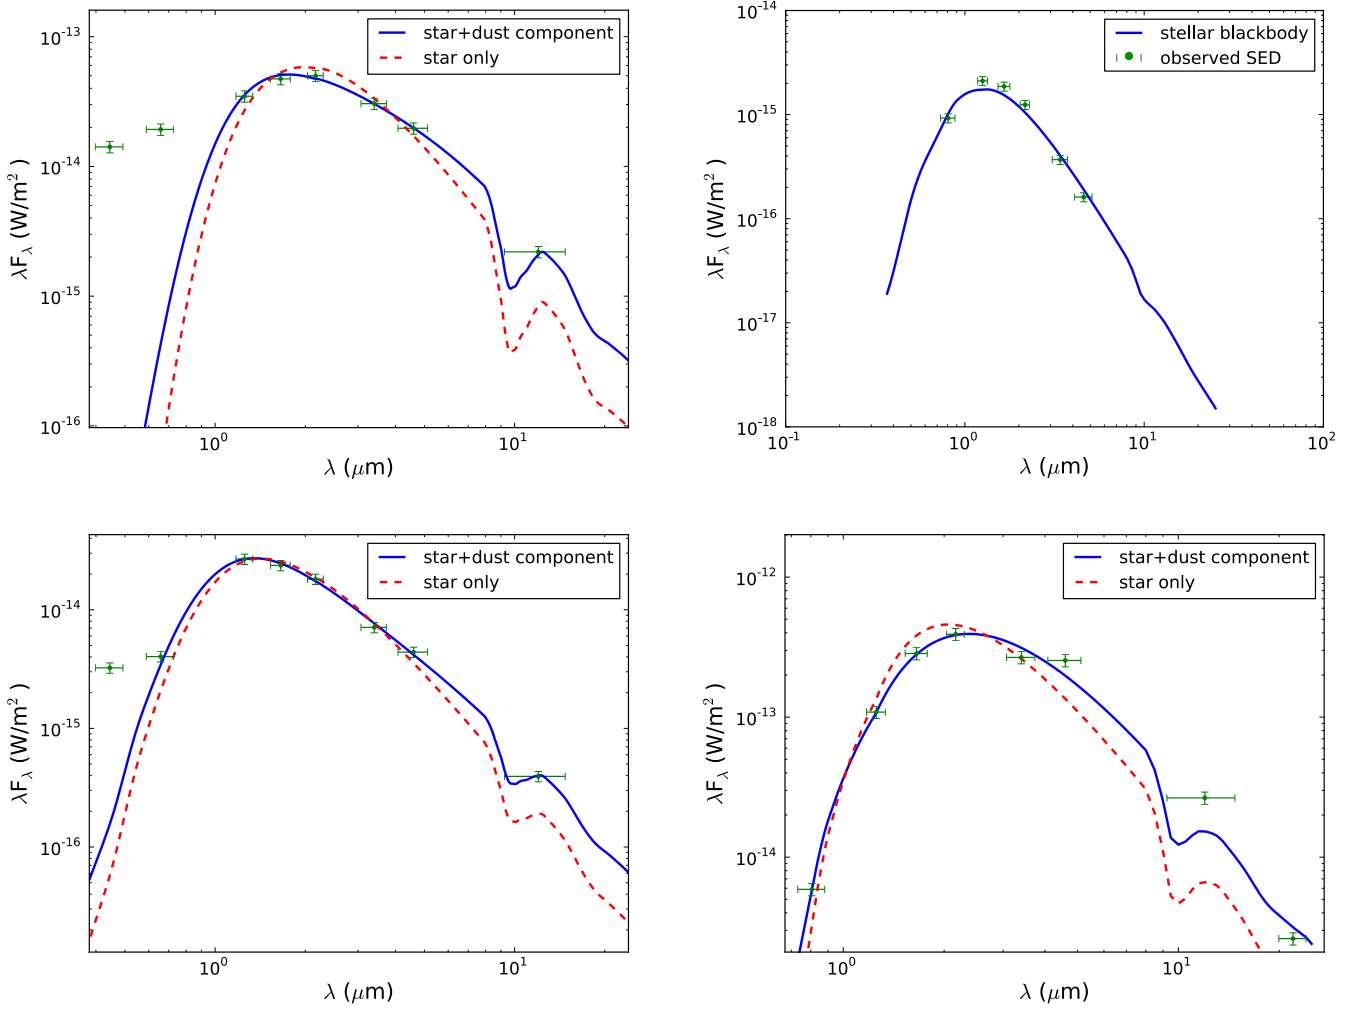 10⁻¹³
10⁻¹⁴
10⁻¹⁵
10⁻¹⁶
λF_λ (W/m²)
star+dust component
star only
10⁰
10¹
λ (μm)
10⁻¹⁴
10⁻¹⁵
10⁻¹⁶
10⁻¹⁷
10⁻¹⁸
λF_λ (W/m²)
stellar blackbody
observed SED
10⁻¹
10⁰
10¹
10²
λ (μm)
10⁻¹⁴
10⁻¹⁵
10⁻¹⁶
λF_λ (W/m²)
star+dust component
star only
10⁰
10¹
λ (μm)
10⁻¹²
10⁻¹³
10⁻¹⁴
λF_λ (W/m²)
star+dust component
star only
10⁰
10¹
λ (μm)